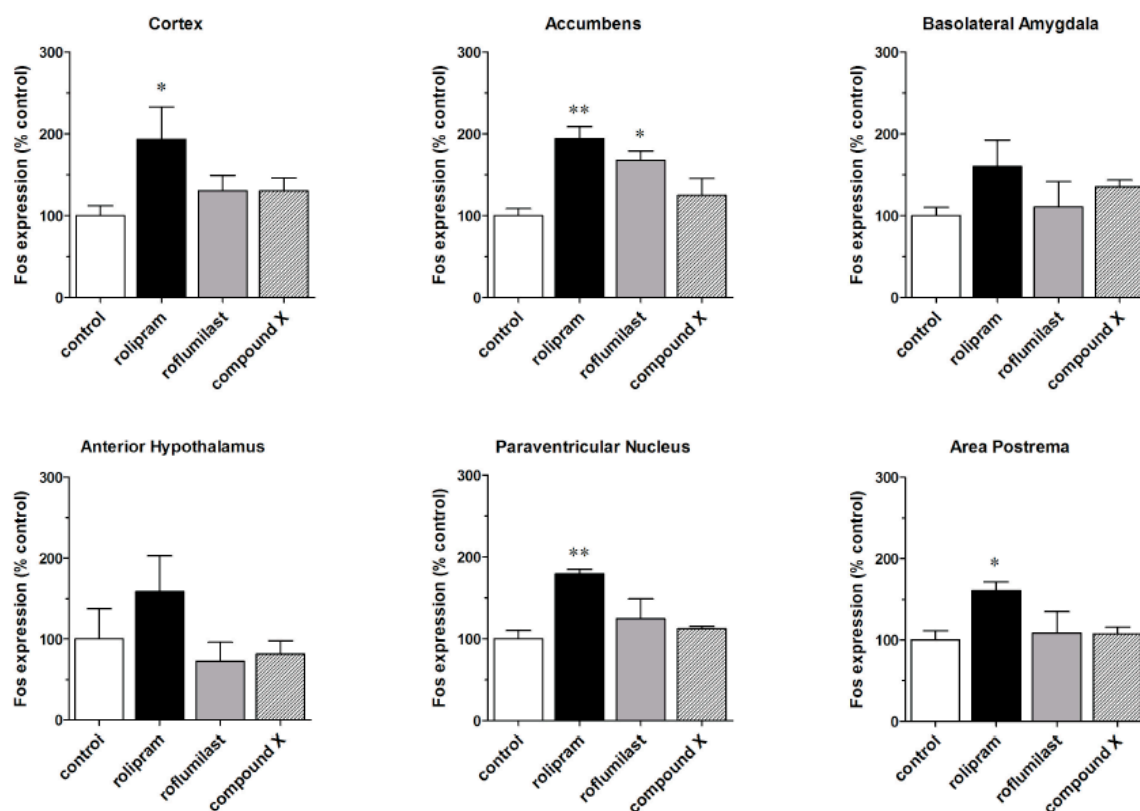 Cortex
Fos expression (% control)
300
200
*
100
0
control
rolipram
roflumilast
compound X
Accumbens
Fos expression (% control)
300
200
**
*
100
0
control
rolipram
roflumilast
compound X
Basolateral Amygdala
Fos expression (% control)
300
200
100
0
control
rolipram
roflumilast
compound X
Anterior Hypothalamus
Fos expression (% control)
300
200
100
0
control
rolipram
roflumilast
compound X
Paraventricular Nucleus
Fos expression (% control)
300
200
**
100
0
control
rolipram
roflumilast
compound X
Area Postrema
Fos expression (% control)
300
200
*
100
0
control
rolipram
roflumilast
compound X